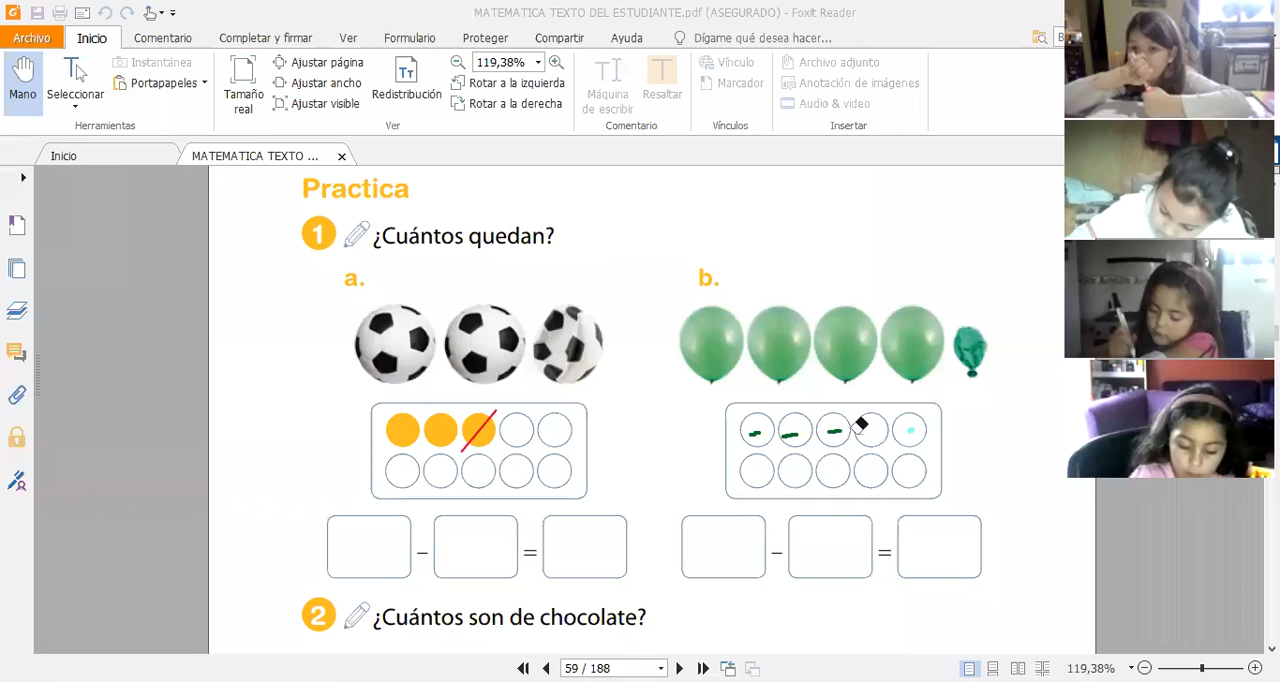 MATEMATICA TEXTO DEL ESTUDIANTE.pdf (ASEGURADO) - Foxit Reader
Archivo Inicio Comentario Completar y firmar Ver Formulario Proteger Compartir Ayuda Dígame qué desea hacer...
Mano
Seleccionar
Instantánea
Portapapeles
Herramientas
Tamaño real
Ajustar página
Ajustar ancho
Ajustar visible
Redistribución
119,38%
Rotar a la izquierda
Rotar a la derecha
Ver
Máquina de escribir
Resaltar
Comentario
Vínculo
Marcador
Vínculos
Archivo adjunto
Anotación de imágenes
Audio & video
Insertar
Inicio
MATEMATICA TEXTO ...
Practica
1 ¿Cuántos quedan?
a. b.
– = – =
2 ¿Cuántos son de chocolate?
59 / 188
119,38%